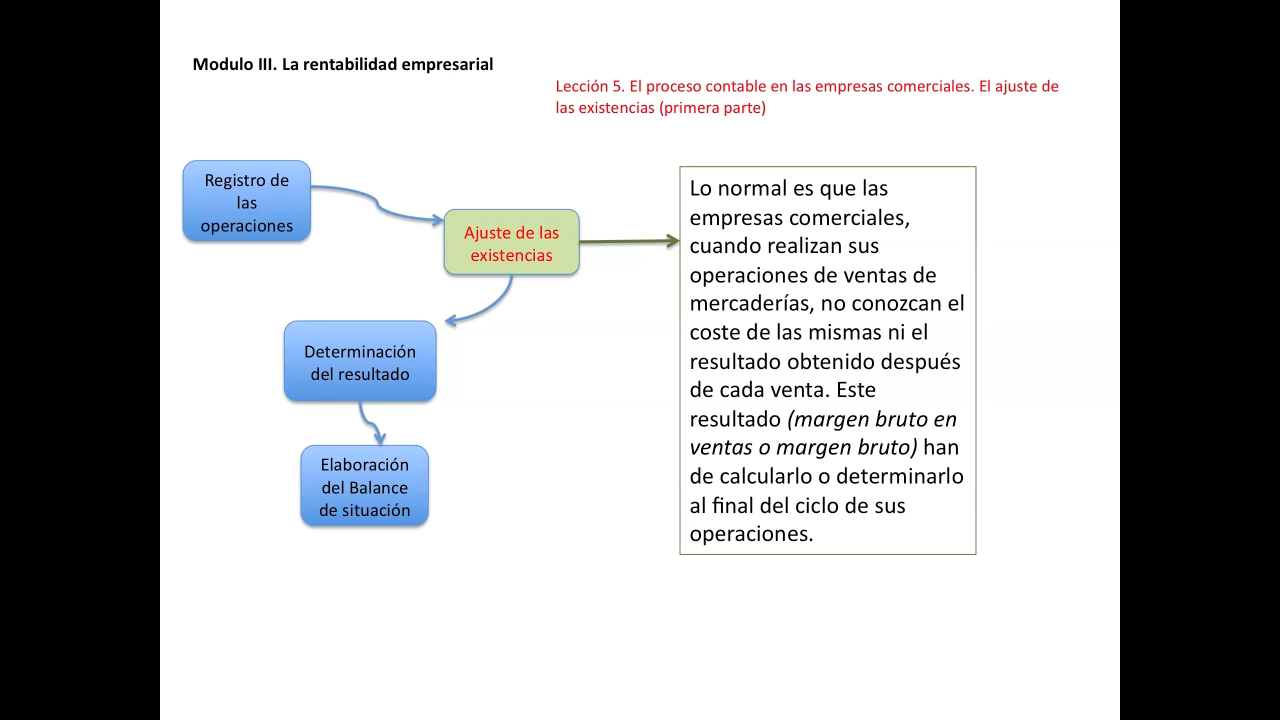 Modulo III. La rentabilidad empresarial
Lección 5. El proceso contable en las empresas comerciales. El ajuste de
las existencias (primera parte)
Registro de
las
operaciones
Ajuste de las
existencias
Determinación
del resultado
Elaboración
del Balance
de situación
Lo normal es que las
empresas comerciales,
cuando realizan sus
operaciones de ventas de
mercaderías, no conozcan el
coste de las mismas ni el
resultado obtenido después
de cada venta. Este
resultado (margen bruto en
ventas o margen bruto) han
de calcularlo o determinarlo
al final del ciclo de sus
operaciones.